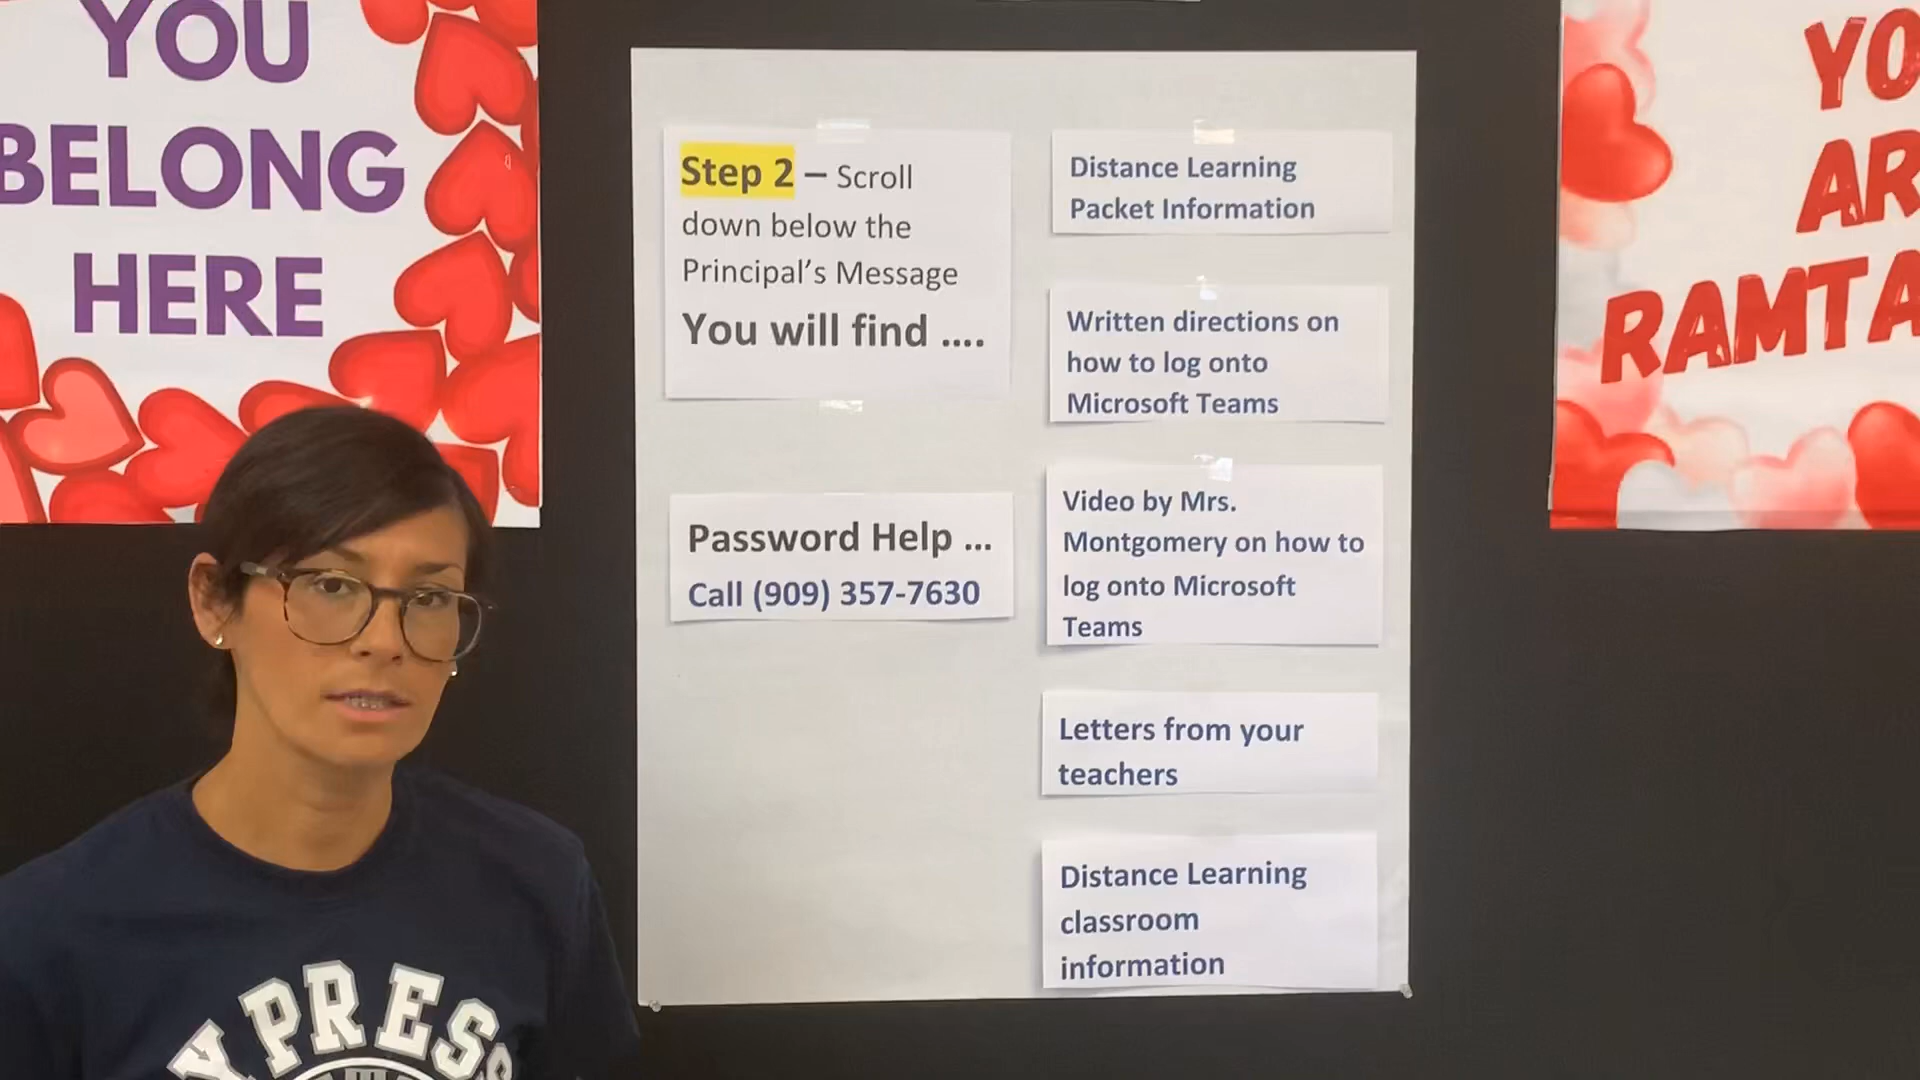 YOU
BELONG
HERE
Step 2 – Scroll
down below the
Principal's Message
You will find ....
Password Help ...
Call (909) 357-7630
Distance Learning
Packet Information
Written directions on
how to log onto
Microsoft Teams
Video by Mrs.
Montgomery on how to
log onto Microsoft
Teams
Letters from your
teachers
Distance Learning
classroom
information
YO
AR
RAMTA
YPRESS